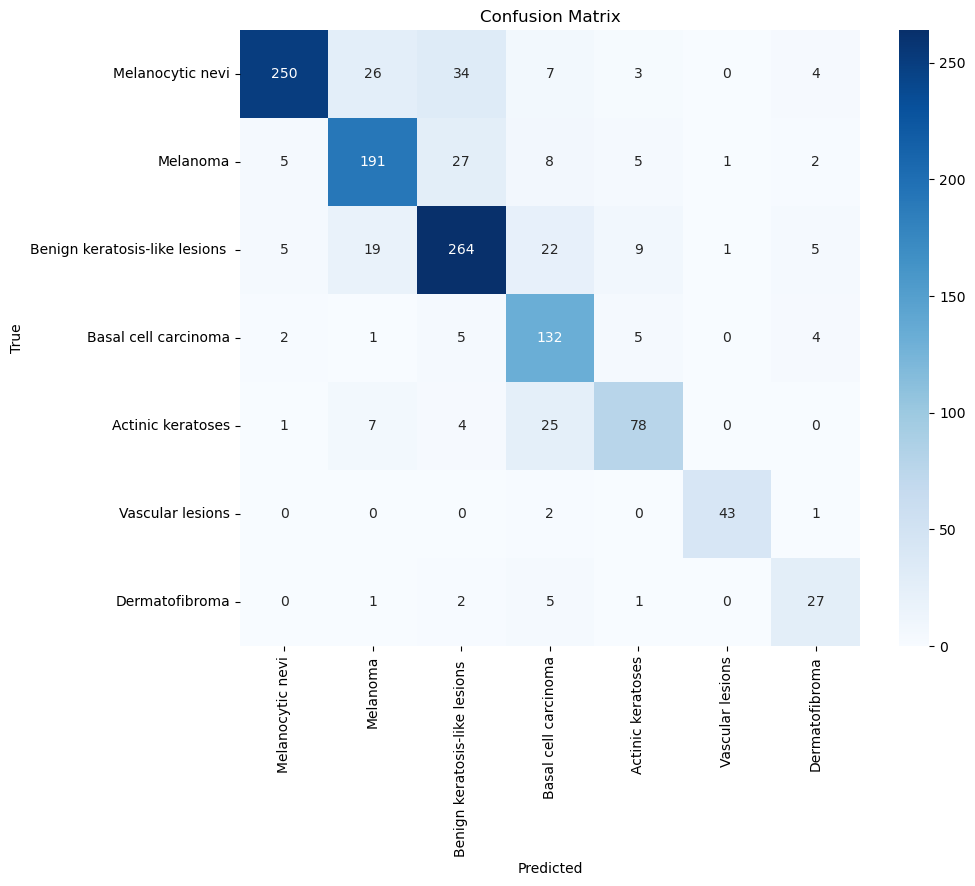 Confusion Matrix
Melanocytic nevi
250 26 34 7 3 0 4
Melanoma
5 191 27 8 5 1 2
Benign keratosis-like lesions
5 19 264 22 9 1 5
Basal cell carcinoma
2 1 5 132 5 0 4
Actinic keratoses
1 7 4 25 78 0 0
Vascular lesions
0 0 0 2 0 43 1
Dermatofibroma
0 1 2 5 1 0 27
True
Melanocytic nevi
Melanoma
Benign keratosis-like lesions
Basal cell carcinoma
Actinic keratoses
Vascular lesions
Dermatofibroma
Predicted
250
200
150
100
50
0